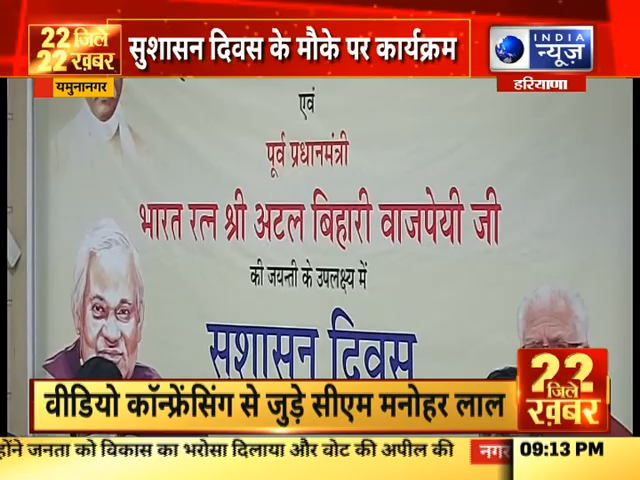 22 जिले
22 ख़बर
यमुनानगर
सुशासन दिवस के मौके पर कार्यक्रम
INDIA
न्यूज़
हरियाणा
एवं
पूर्व प्रधानमंत्री
भारत रत्न श्री अटल बिहारी वाजपेयी जी
की जयन्ती के उपलक्ष्य में
सुशासन दिवस
वीडियो कॉन्फ्रेंसिंग से जुड़े सीएम मनोहर लाल
22
जिले
ख़बर
होंने जनता को विकास का भरोसा दिलाया और वोट की अपील की
नगर
09:13 PM